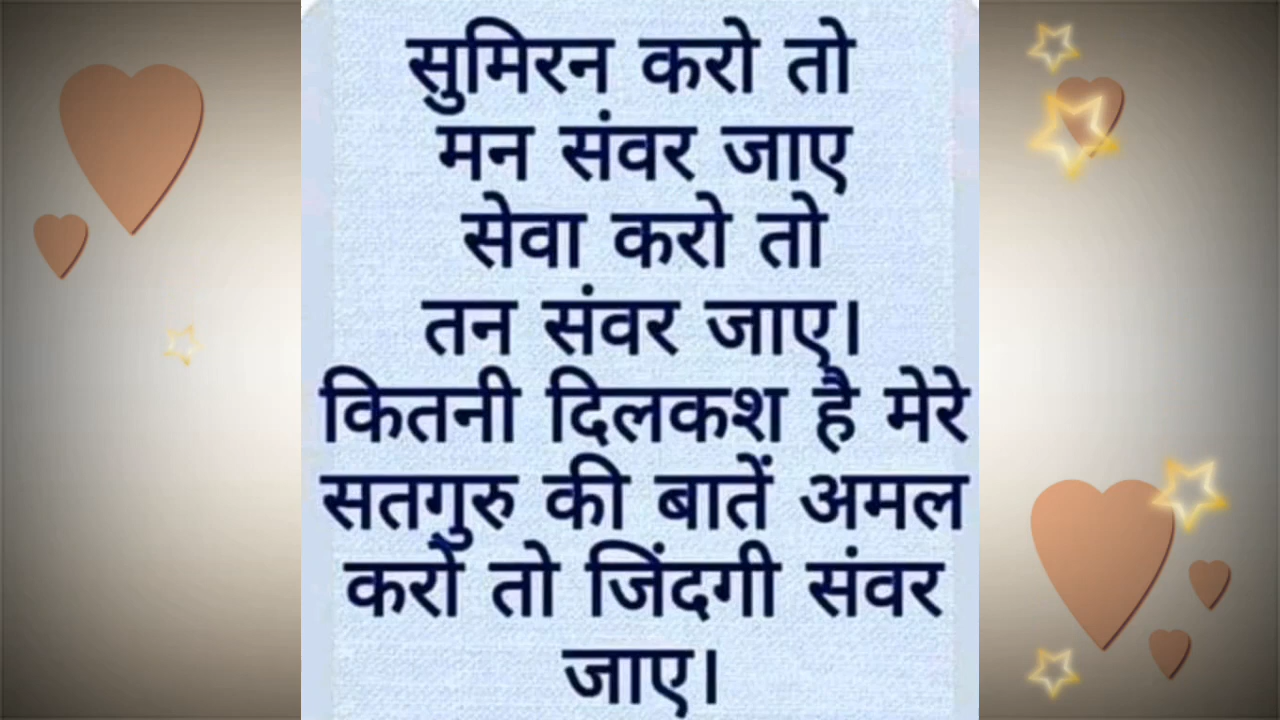 सुमिरन करो तो
मन संवर जाए
सेवा करो तो
तन संवर जाए।
कितनी दिलकश है मेरे
सतगुरु की बातें अमल
करो तो जिंदगी संवर
जाए।